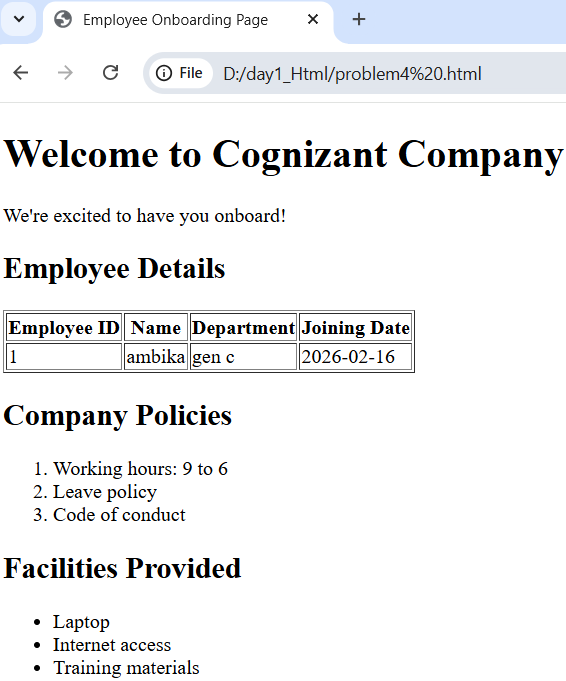 Employee Onboarding Page
File D:/day1_Html/problem4%20.html
Welcome to Cognizant Company
We're excited to have you onboard!
Employee Details
Employee ID Name Department Joining Date
1 ambika gen c 2026-02-16
Company Policies
1. Working hours: 9 to 6
2. Leave policy
3. Code of conduct
Facilities Provided
• Laptop
• Internet access
• Training materials